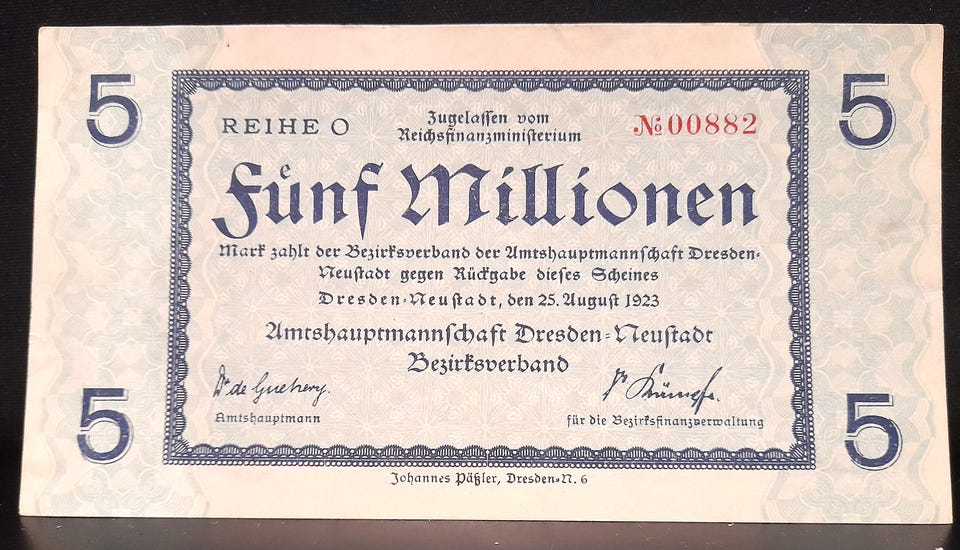 5 5
REIHE O
Zugelassen vom
Reichsfinanzministerium
№ 00882
Fünf Millionen
Mark zahlt der Bezirksverband der Amtshauptmannschaft Dresden-
Neustadt gegen Rückgabe dieses Scheines
Dresden-Neustadt, den 25. August 1923
Amtshauptmannschaft Dresden-Neustadt
Bezirksverband
Dr de
Amtshauptmann
für die Bezirksfinanzverwaltung
5 5
Johannes Päßler, Dresden-N. 6